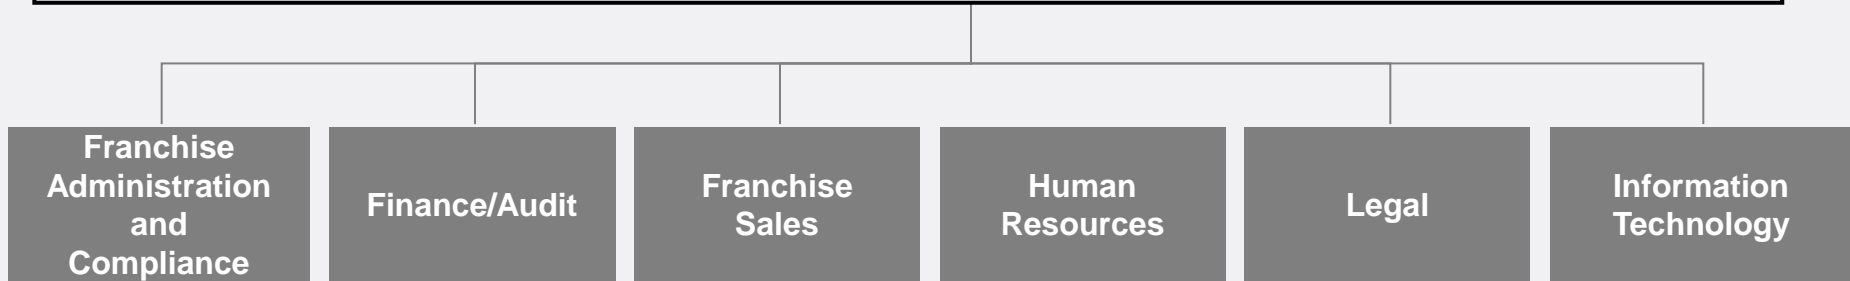 Franchise
Administration
and
Compliance
Finance/Audit
Franchise
Sales
Human
Resources
Legal
Information
Technology